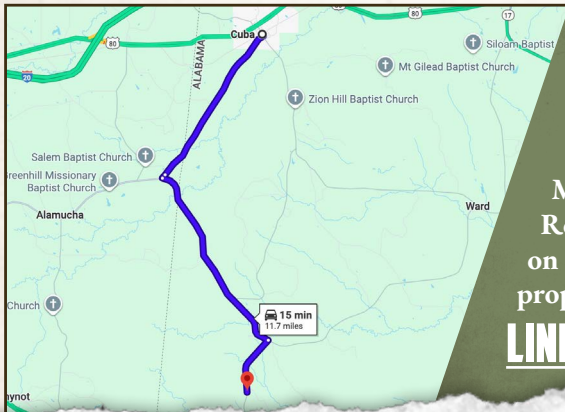 80
80
17
Cuba
Siloam Baptist
ALABAMA
20
Mt Gilead Baptist Church
Zion Hill Baptist Church
Salem Baptist Church
Greenhill Missionary
Baptist Church
Alamucha
Ward
M
R
on
prop
15 min
11.7 miles
Church
LIN